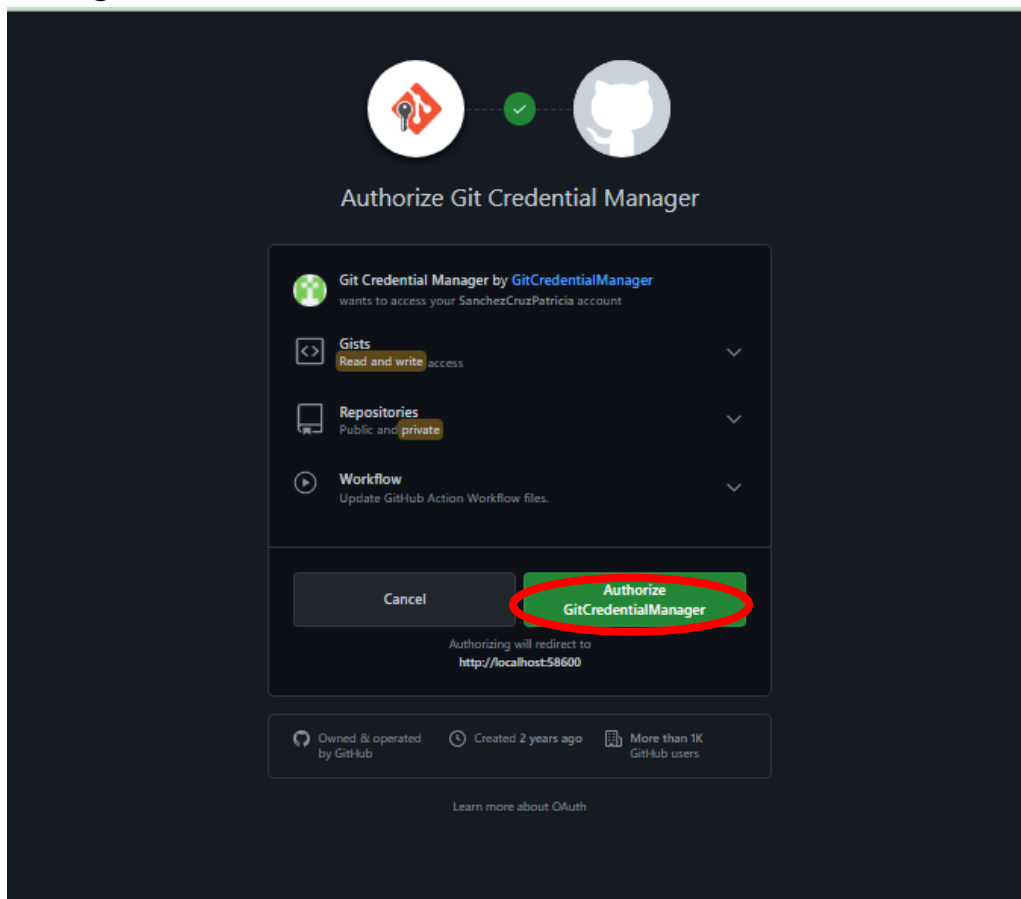 Authorize Git Credential Manager
Git Credential Manager by GitCredentialManager
wants to access your SanchezCruzPatricia account
Gists
Read and write access
Repositories
Public and private
Workflow
Update GitHub Action Workflow files.
Cancel
Authorize
GitCredentialManager
Authorizing will redirect to
http://localhost:58600
Owned & operated
by GitHub
Created 2 years ago
More than 1K
GitHub users
Learn more about OAuth